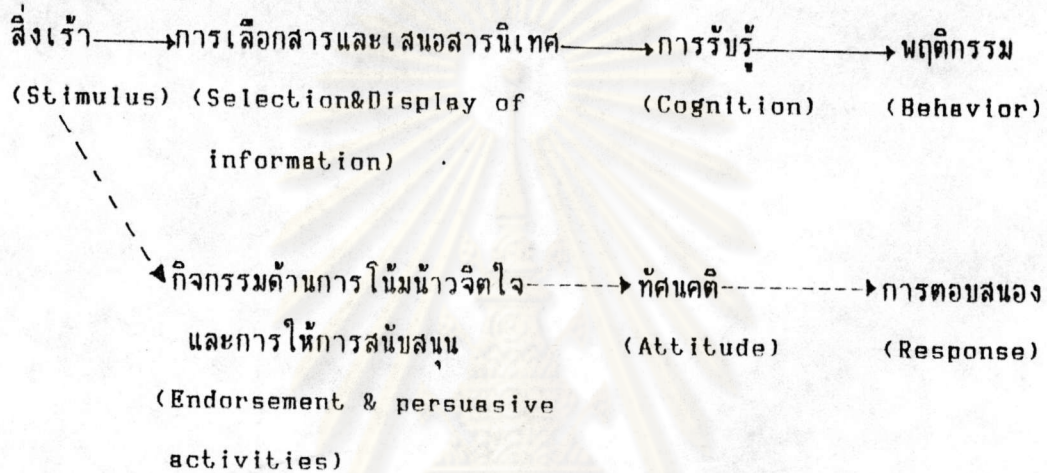 สิ่งเร้า การเลือกสารและเสนอสารนิเทศ การรับรู้ พฤติกรรม
(Stimulus) (Selection&Display of (Cognition) (Behavior)
information)
กิจกรรมด้านการโน้มน้าวจิตใจ ทัศนคติ การตอบสนอง
และการให้การสนับสนุน (Attitude) (Response)
(Endorsement & persuasive
activities)